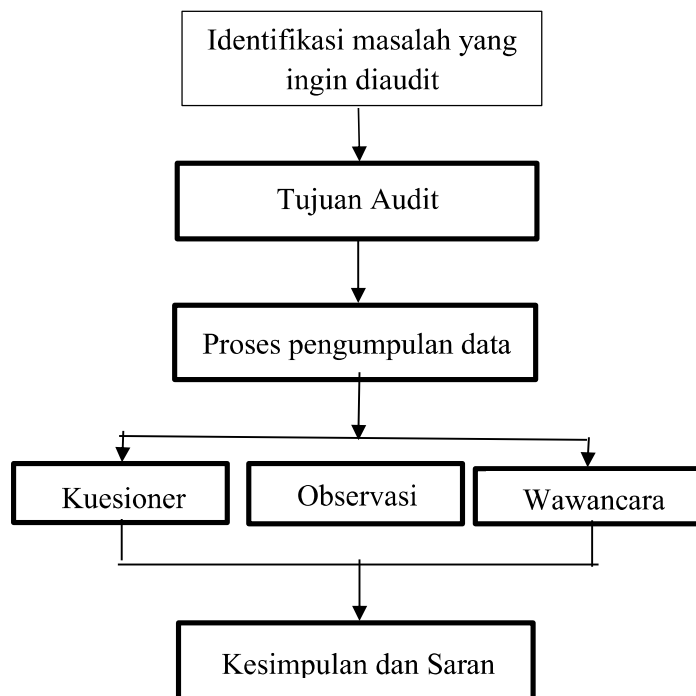 Identifikasi masalah yang
ingin diaudit
Tujuan Audit
Proses pengumpulan data
Kuesioner
Observasi
Wawancara
Kesimpulan dan Saran